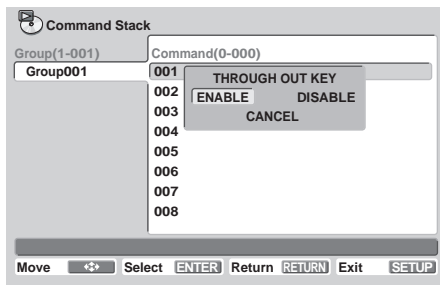 Command Stack
Group(1-001) Command(0-000)
Group001
001
THROUGH OUT KEY
002
ENABLE DISABLE
003
CANCEL
004
005
006
007
008
Move Select ENTER Return RETURN Exit SETUP